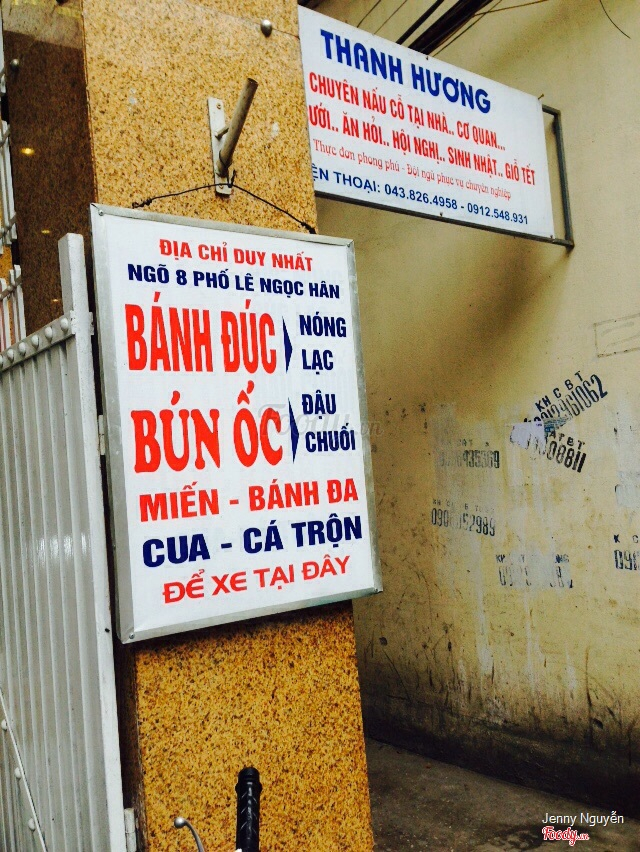 THANH HƯƠNG
CHUYÊN NẤU CỖ TẠI NHÀ.. CƠ QUAN...
ƯỚI.. ĂN HỎI.. HỘI NGHỊ.. SINH NHẬT.. GIỖ TẾT
Thực đơn phong phú - Đội ngũ phục vụ chuyên nghiệp
ỆN THOẠI: 043.826.4958 - 0912.548.931
ĐỊA CHỈ DUY NHẤT
NGÕ 8 PHỐ LÊ NGỌC HÂN
BÁNH ĐÚC NÓNG
LẠC
BÚN ỐC ĐẬU
CHUỐI
MIẾN - BÁNH ĐA
CUA - CÁ TRỘN
ĐỂ XE TẠI ĐÂY
KH C B T
Jenny Nguyễn
Foody.vn